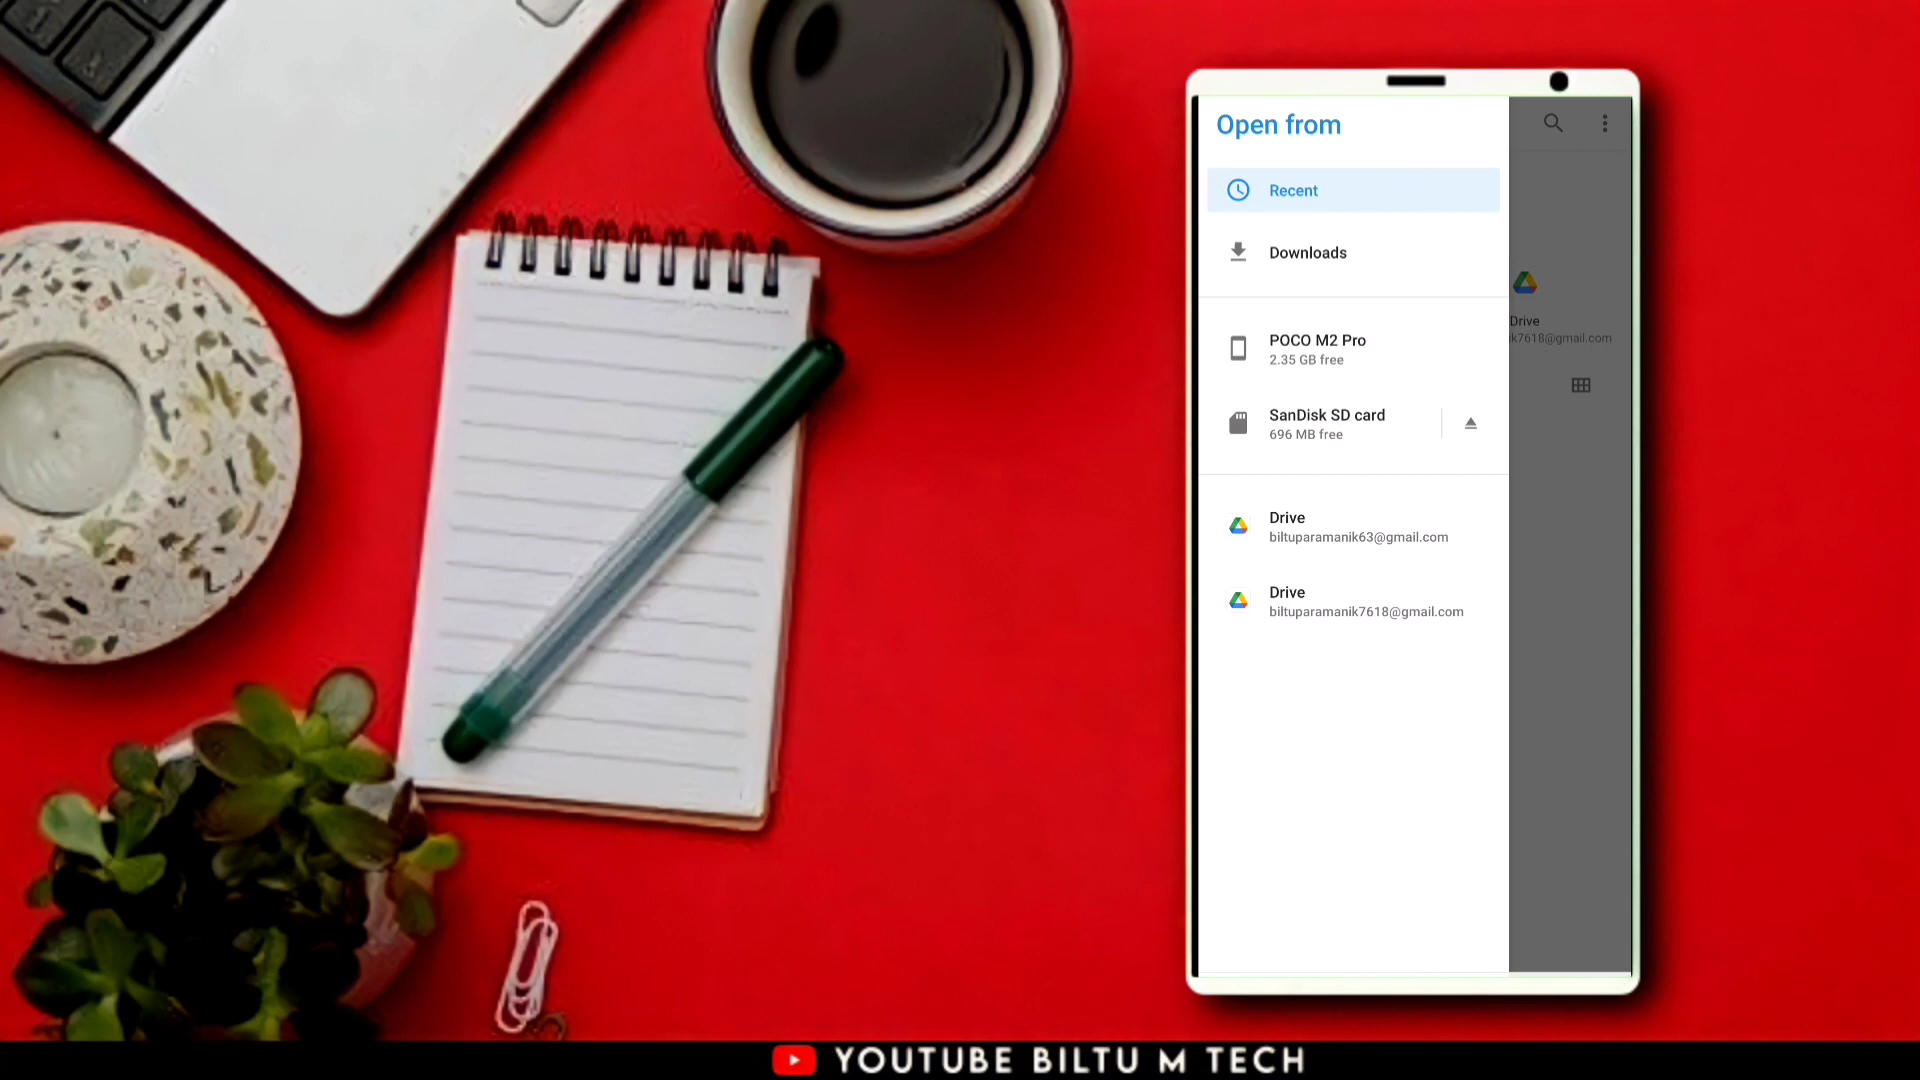 Open from
Recent
Downloads
POCO M2 Pro
2.35 GB free
SanDisk SD card
696 MB free
Drive
biltuparamanik63@gmail.com
Drive
biltuparamanik7618@gmail.com
Drive
k7618@gmail.com
YOUTUBE BILTU M TECH